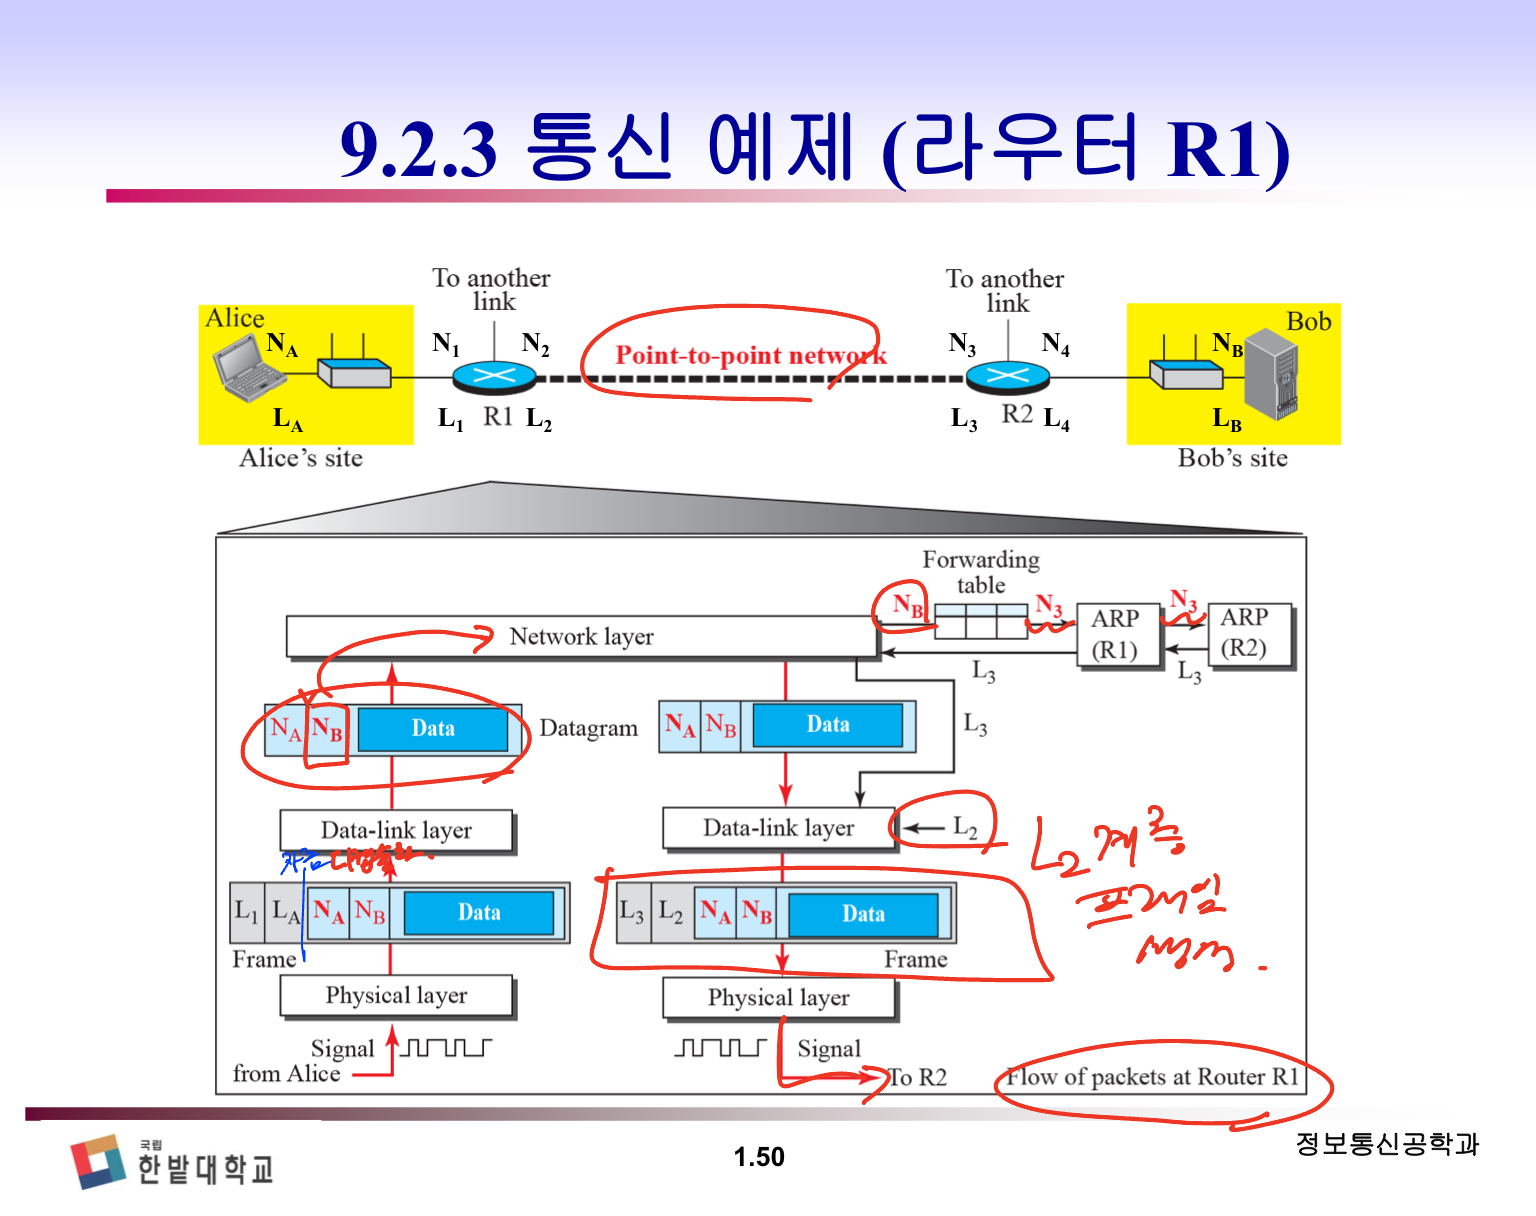 9.2.3 통신 예제 (라우터 R1)
To another
link
To another
link
Alice
Bob
N_A
N_1
N_2
Point-to-point network
N_3
N_4
N_B
L_A
L_1
R1
L_2
L_3
R2
L_4
L_B
Alice's site
Bob's site
Forwarding
table
N_B
N_3
N_3
ARP
(R1)
ARP
(R2)
Network layer
L_3
L_3
N_A
N_B
Data
Datagram
N_A
N_B
Data
L_3
Data-link layer
Data-link layer
L_2
L2 계층
프레임
생성.
L_1
L_A
N_A
N_B
Data
L_3
L_2
N_A
N_B
Data
Frame
Frame
Physical layer
Physical layer
Signal
from Alice
Signal
To R2
Flow of packets at Router R1
국립
한밭대학교
1.50
정보통신공학과